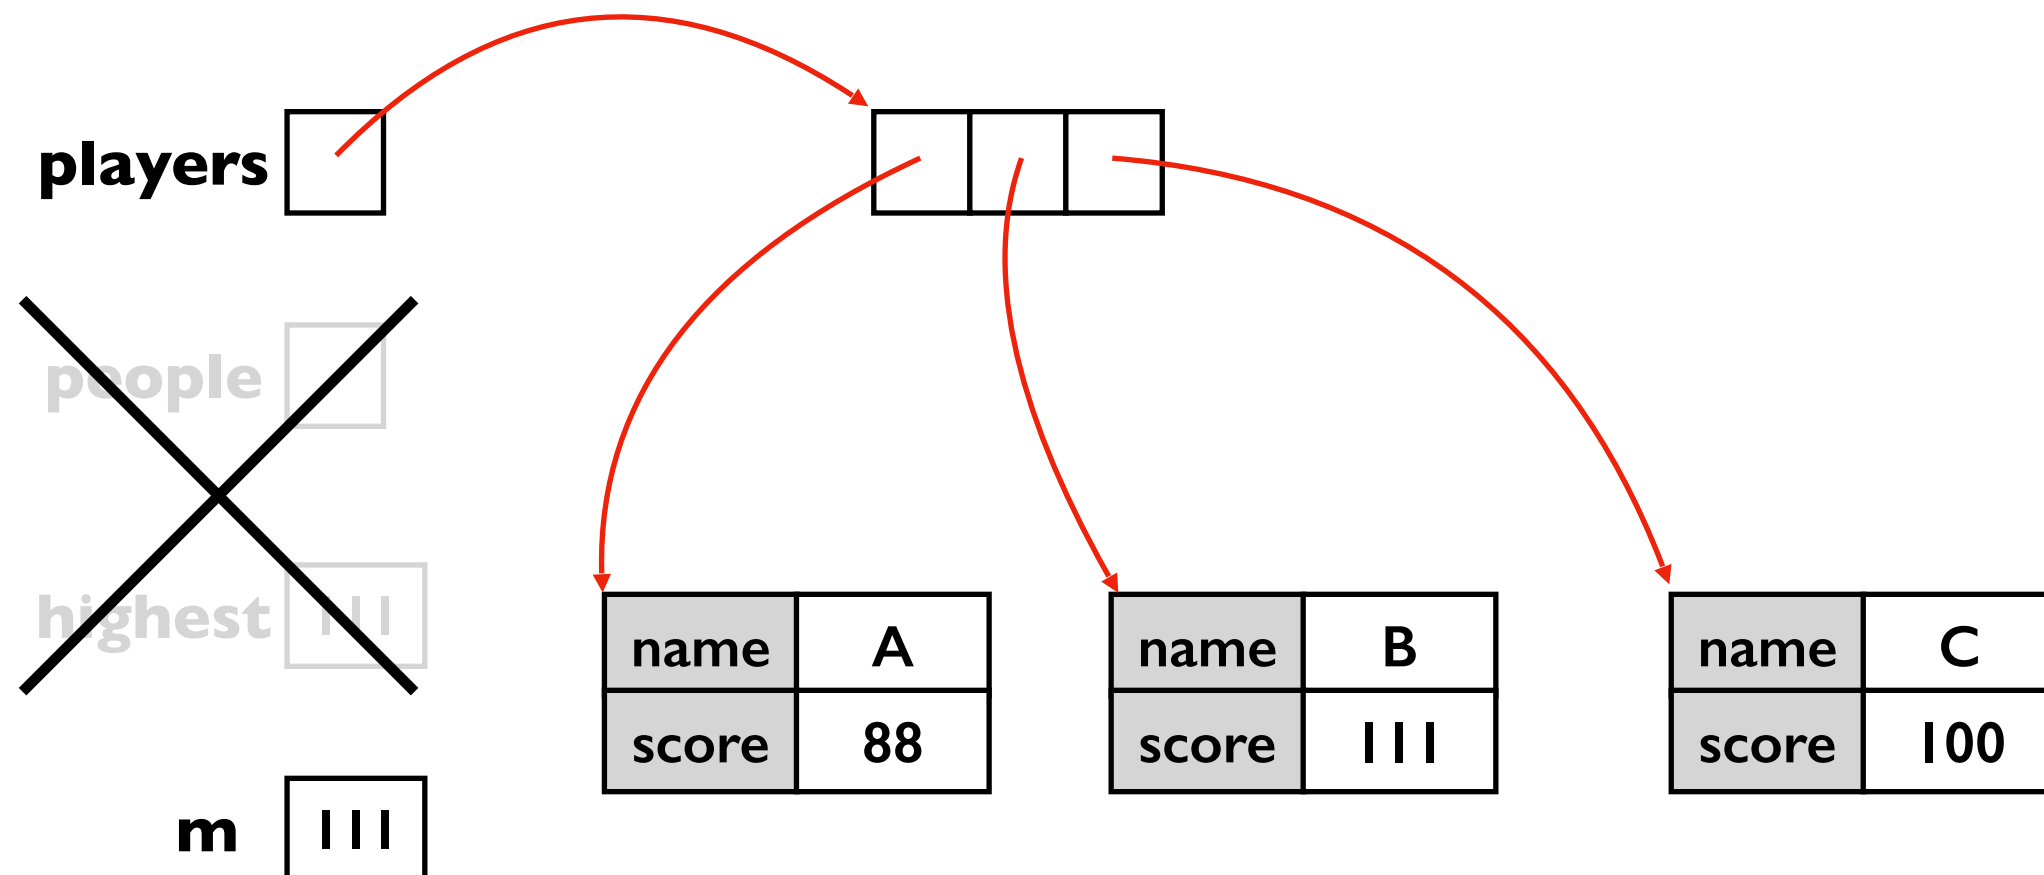 players
people
highest 111
name A
score 88
name B
score 111
name C
score 100
m 111